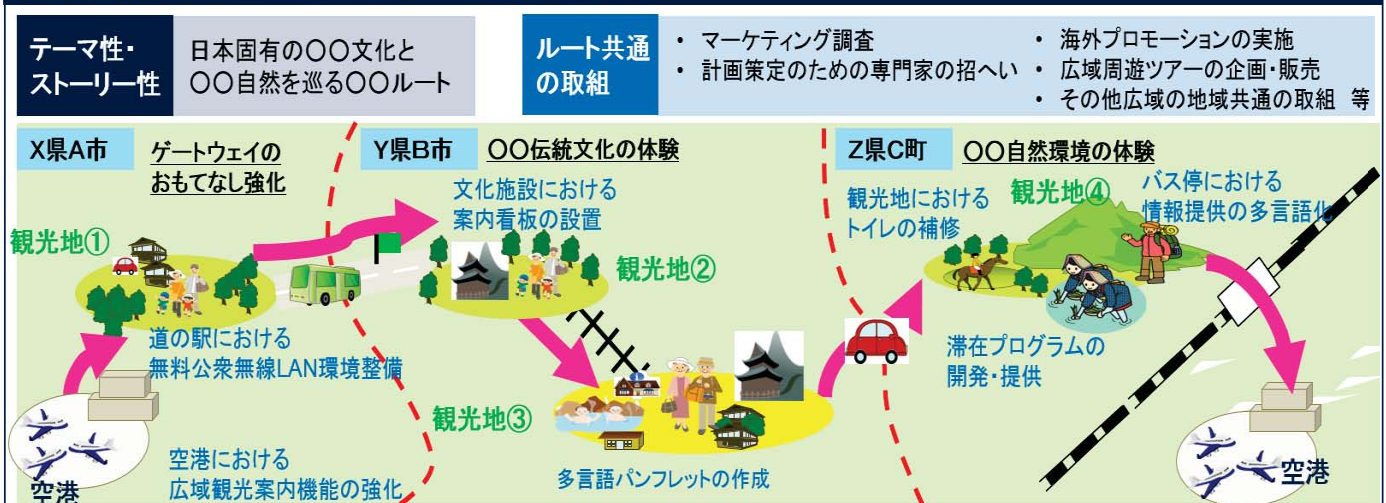 テーマ性・
ストーリー性
日本固有の〇〇文化と
〇〇自然を巡る〇〇ルート
ルート共通
の取組
・ マーケティング調査
・ 計画策定のための専門家の招へい
・ 海外プロモーションの実施
・ 広域周遊ツアーの企画・販売
・ その他広域の地域共通の取組 等
X県A市
ゲートウェイの
おもてなし強化
観光地①
道の駅における
無料公衆無線LAN環境整備
空港
空港における
広域観光案内機能の強化
Y県B市
〇〇伝統文化の体験
文化施設における
案内看板の設置
観光地②
観光地③
多言語パンフレットの作成
Z県C町
〇〇自然環境の体験
観光地における
トイレの補修
観光地④
バス停における
情報提供の多言語化
滞在プログラムの
開発・提供
空港